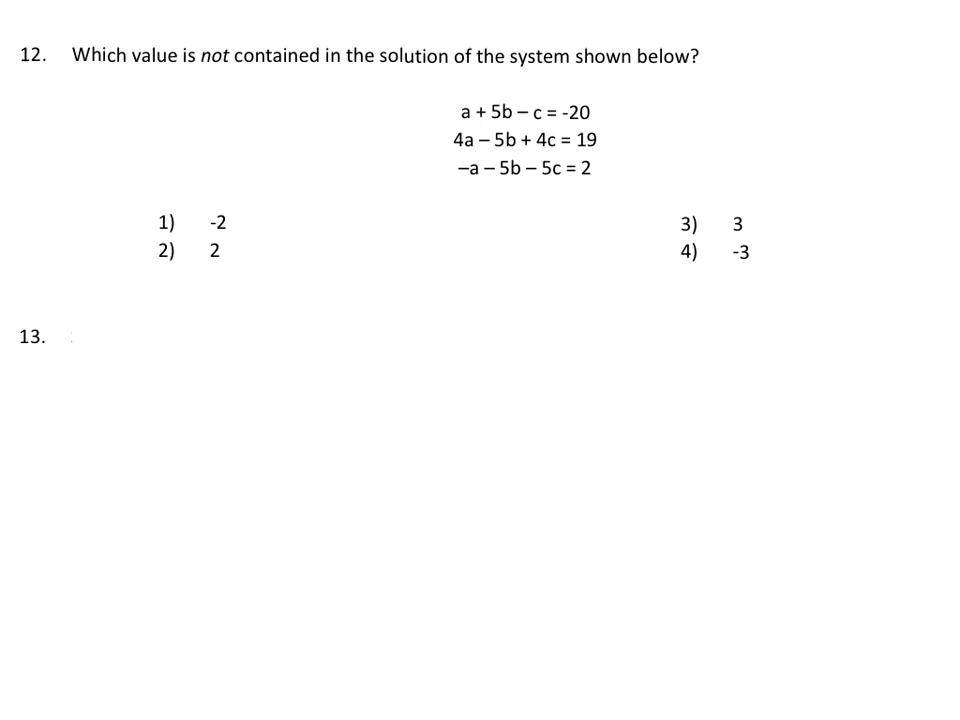 12. Which value is not contained in the solution of the system shown below?
a + 5b – c = -20
4a – 5b + 4c = 19
–a – 5b – 5c = 2
1) -2 3) 3
2) 2 4) -3
13.